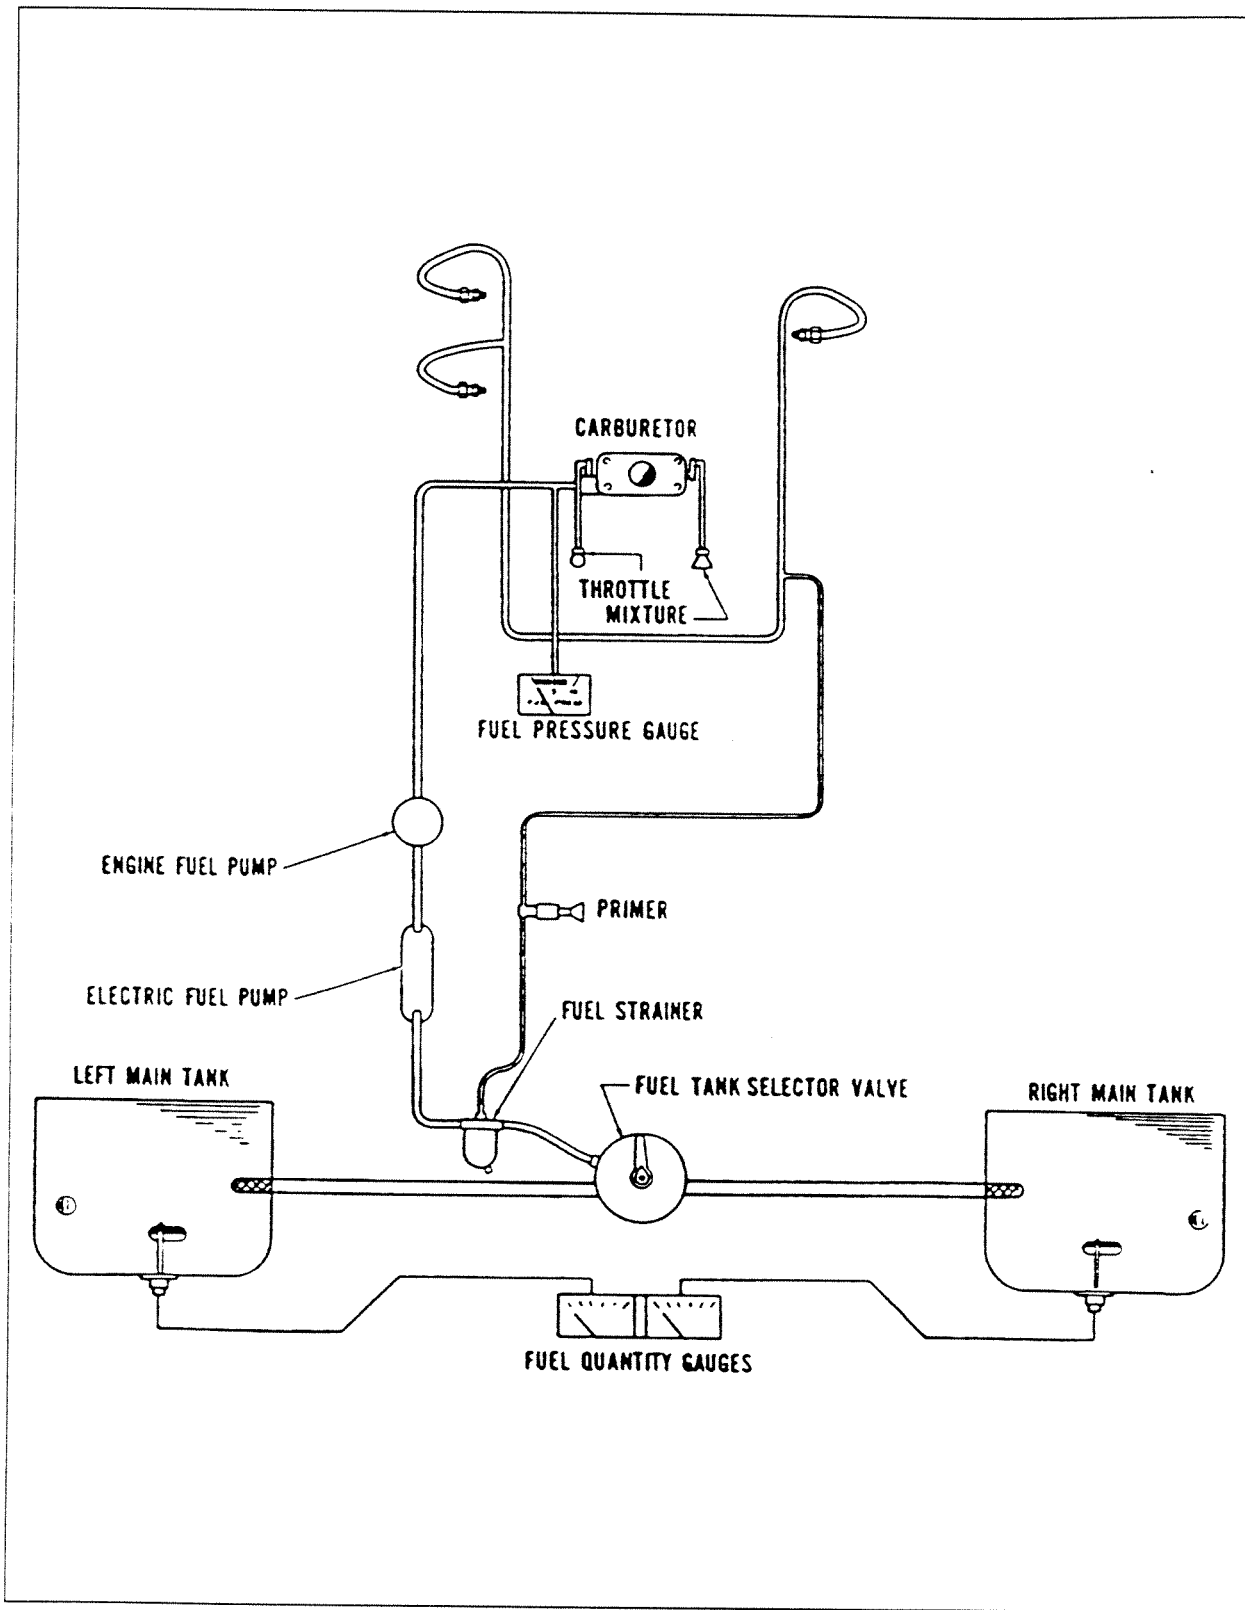 CARBURETOR
THROTTLE
MIXTURE
FUEL PRESSURE GAUGE
ENGINE FUEL PUMP
PRIMER
ELECTRIC FUEL PUMP
FUEL STRAINER
LEFT MAIN TANK
FUEL TANK SELECTOR VALVE
RIGHT MAIN TANK
FUEL QUANTITY GAUGES